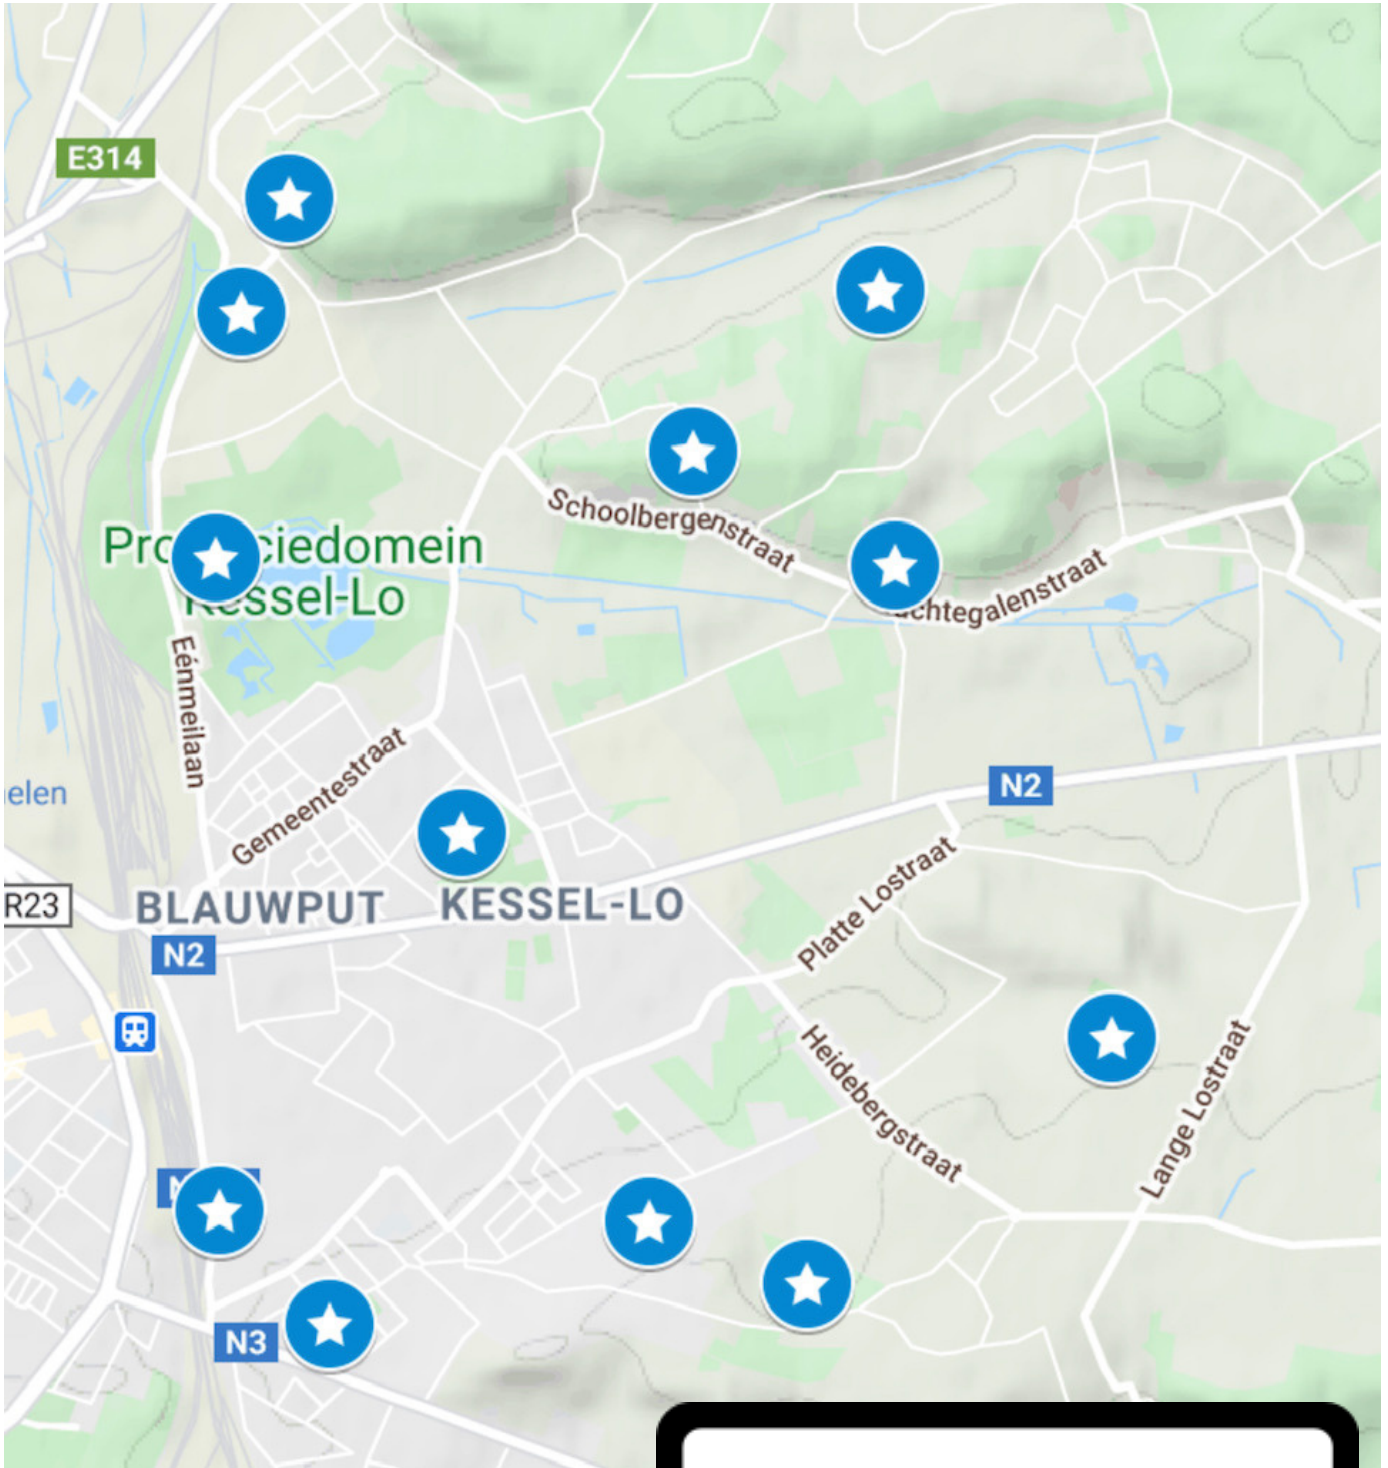 E314
Schoolbergenstraat
Provinciedomein
Kessel-Lo
achtegalenstraat
Eénmeilaan
Gemeentestraat
N2
elen
Platte Lostraat
R23
BLAUWPUT
KESSEL-LO
N2
Heidebergstraat
Lange Lostraat
N3